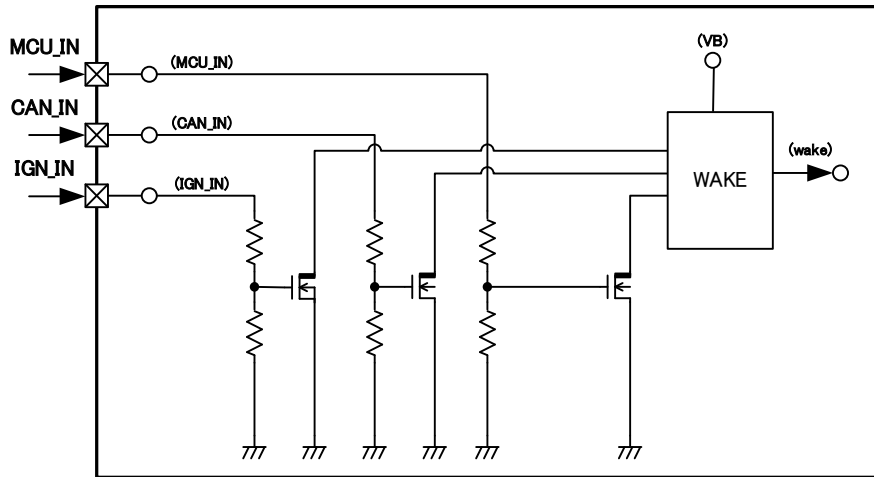 MCU_IN
(MCU_IN)
(VB)
CAN_IN
(CAN_IN)
(wake)
IGN_IN
(IGN_IN)
WAKE